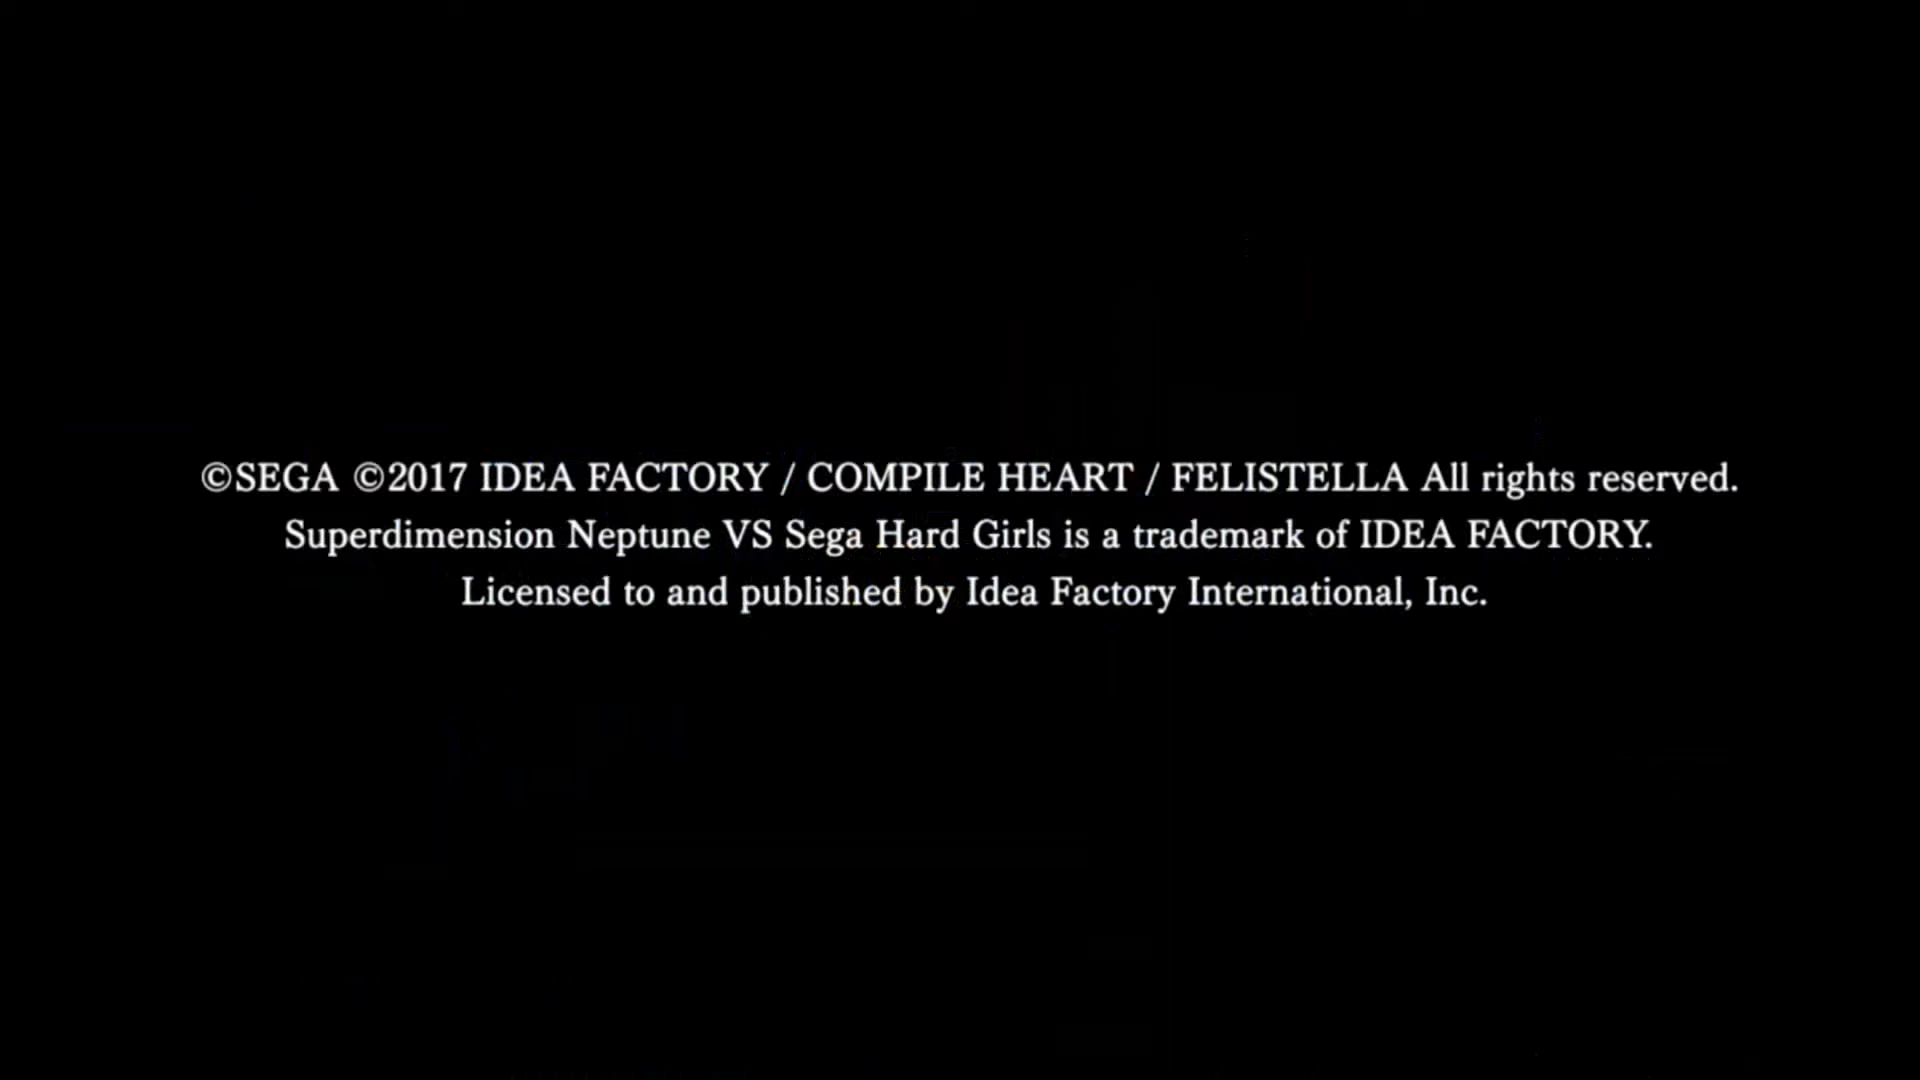 ©SEGA ©2017 IDEA FACTORY / COMPILE HEART / FELISTELLA All rights reserved.
Superdimension Neptune VS Sega Hard Girls is a trademark of IDEA FACTORY.
Licensed to and published by Idea Factory International, Inc.